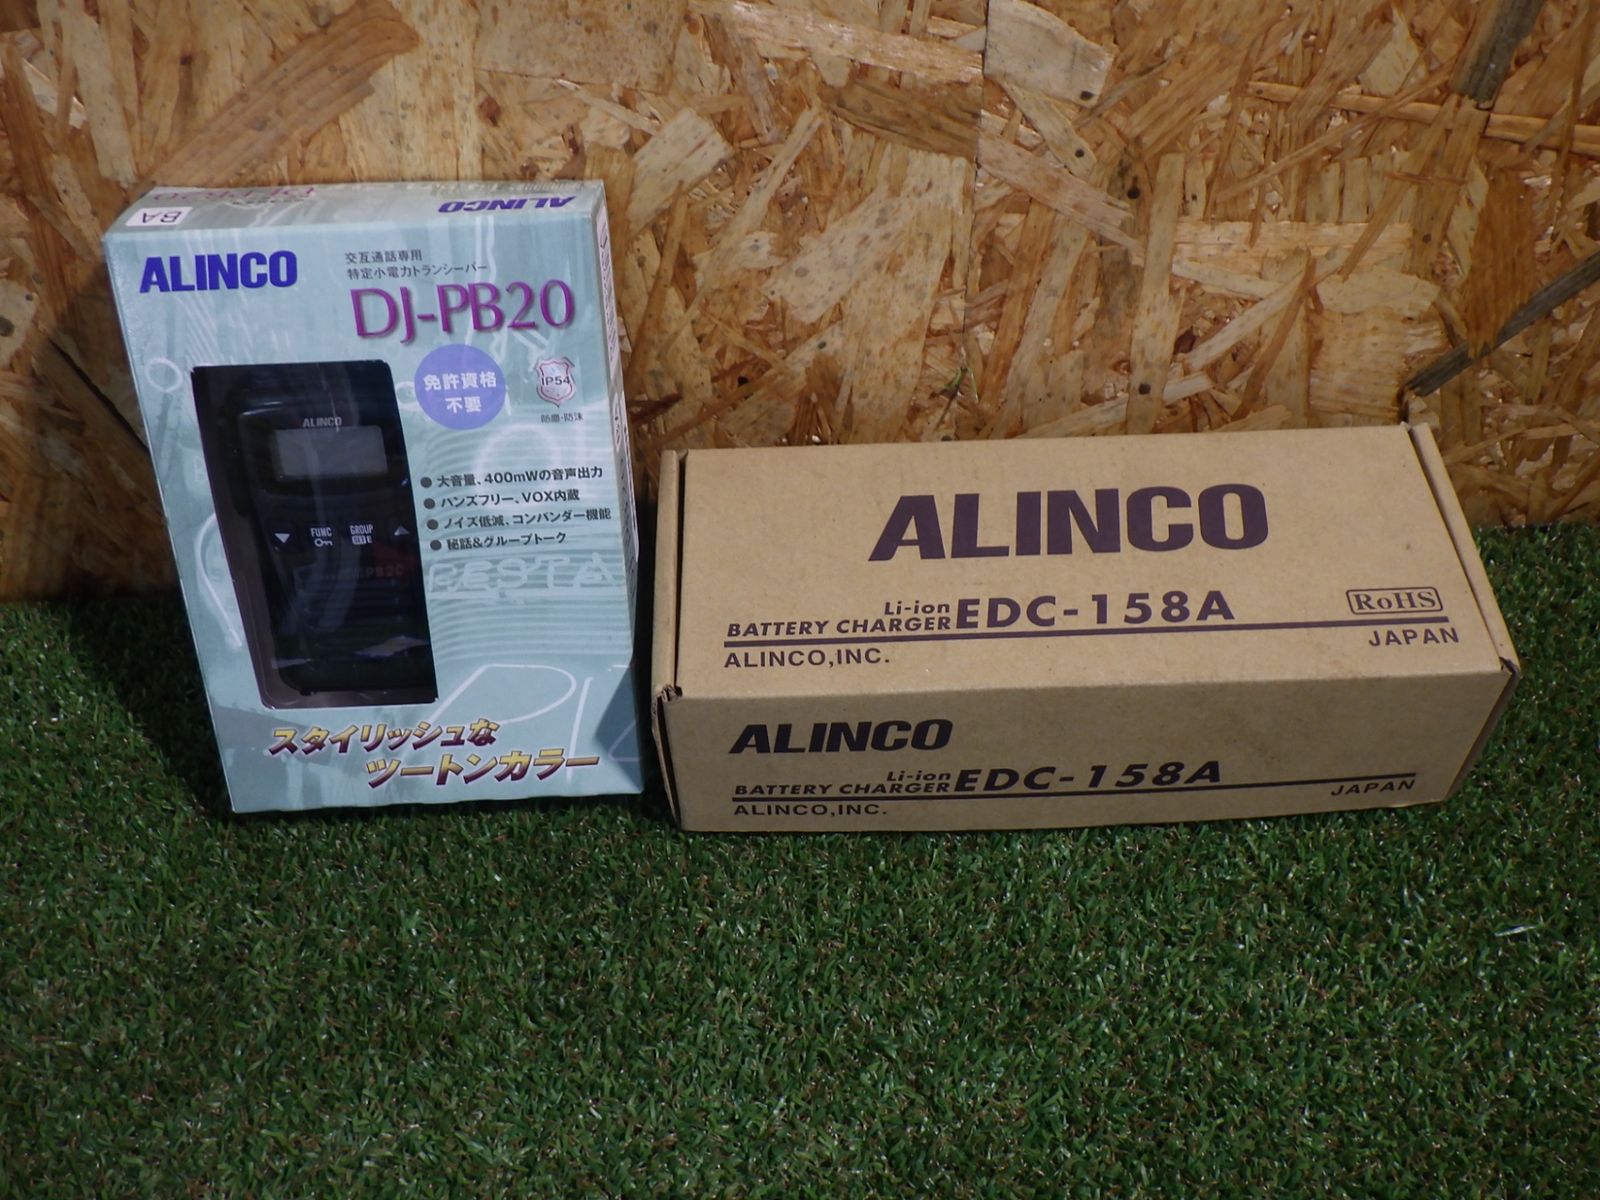 ALINCO
BA
ALINCO
交互通話専用
特定小電力トランシーバー
DJ-PB20
免許資格
不要
IP54
防塵・防沫
ALINCO
FUNC
GROUP
PB20
● 大音量、400mWの音声出力
● ハンズフリー、VOX内蔵
● ノイズ低減、コンパンダー機能
● 秘話&グループトーク
FESTA
スタイリッシュな
ツートンカラー
ALINCO
Li-ion
BATTERY CHARGER EDC-158A
RoHS
ALINCO,INC.
JAPAN
ALINCO
Li-ion
BATTERY CHARGER EDC-158A
ALINCO,INC.
JAPAN